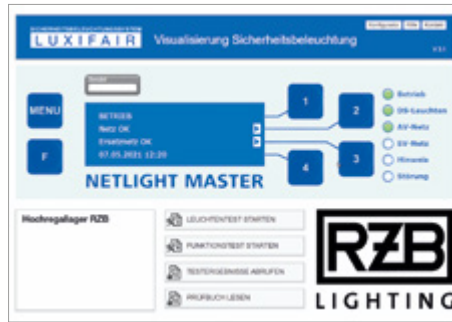 SICHERHEITSBELEUCHTUNGSSYSTEM
LUXIFAIR
Visualisierung Sicherheitsbeleuchtung
Konfiguration Hilfe Kontakt
MENU
F
BETRIEB
Netz OK
Ersatznetz OK
07.05.2021 12:20
1
2
3
4
Betrieb
DS-Leuchten
AV-Netz
SV-Netz
Hinweis
Störung
NETLIGHT MASTER
Hochregallager RZB
LEUCHTENTEST STARTEN
FUNKTIONSTEST STARTEN
TESTERGEBNISSE ABRUFEN
PRÜFBUCH LESEN
RZB
LIGHTING